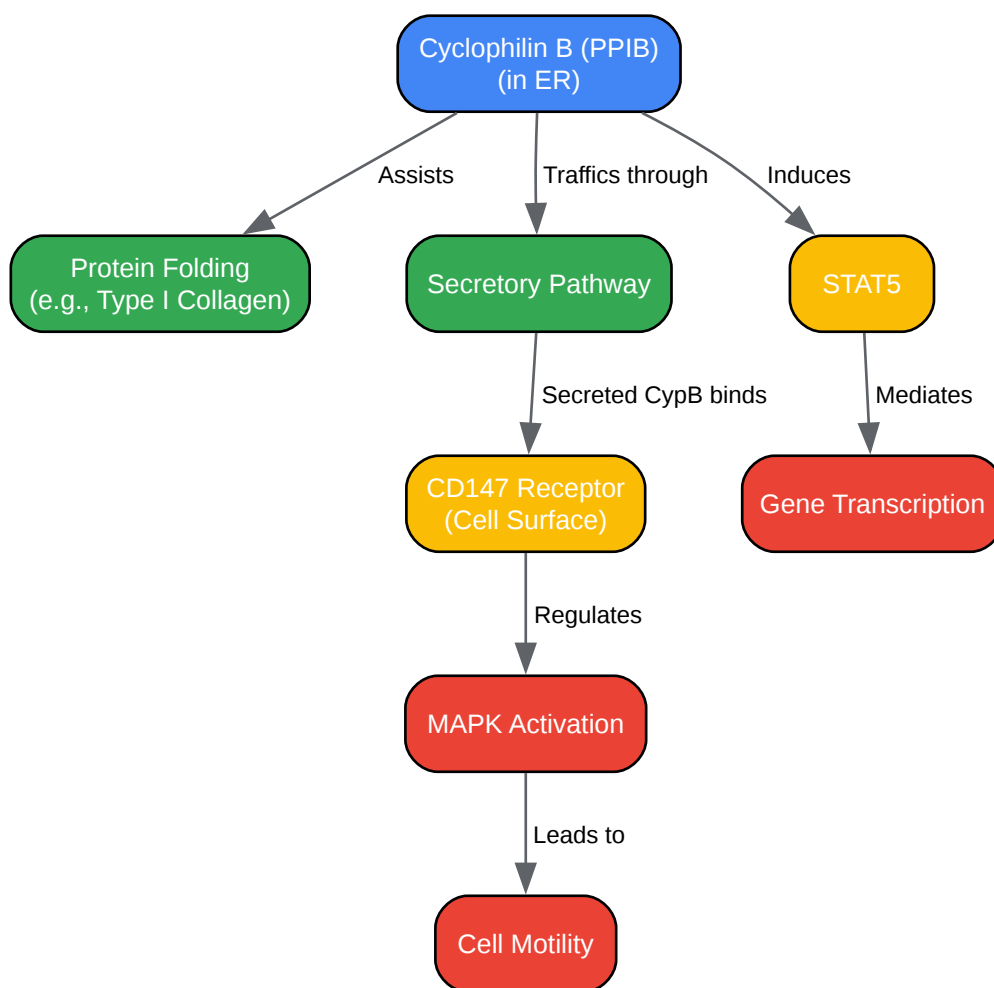 Cyclophilin B (PPIB)
(in ER)
Assists
Traffics through
Induces
Protein Folding
(e.g., Type I Collagen)
Secretory Pathway
STAT5
Secreted CypB binds
Mediates
CD147 Receptor
(Cell Surface)
Gene Transcription
Regulates
MAPK Activation
Leads to
Cell Motility